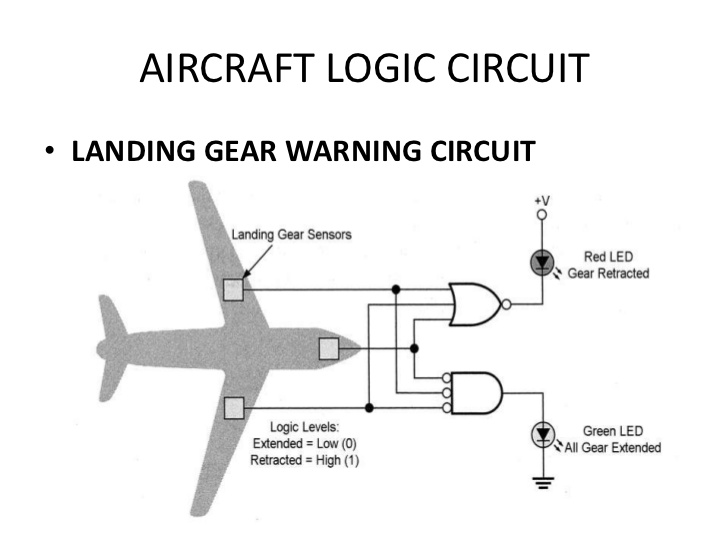 AIRCRAFT LOGIC CIRCUIT
• LANDING GEAR WARNING CIRCUIT
+V
Landing Gear Sensors
Red LED
Gear Retracted
Logic Levels:
Extended = Low (0)
Retracted = High (1)
Green LED
All Gear Extended